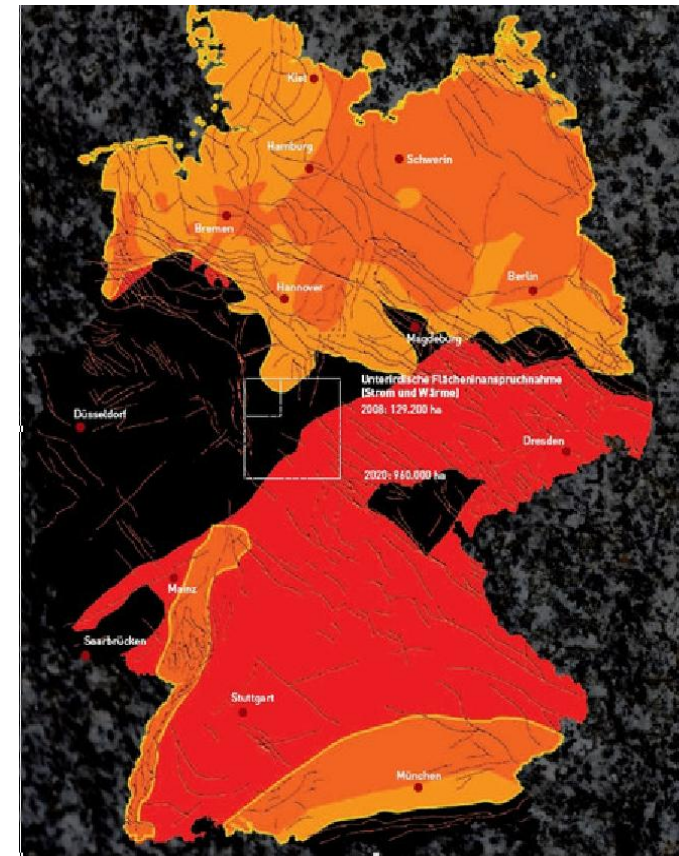 Kiel
Hamburg
Schwerin
Bremen
Hannover
Berlin
Magdeburg
Unterirdische Flächeninanspruchnahme
(Strom und Wärme)
2008: 129.200 ha
Düsseldorf
Dresden
2020: 960.000 ha
Mainz
Saarbrücken
Stuttgart
München